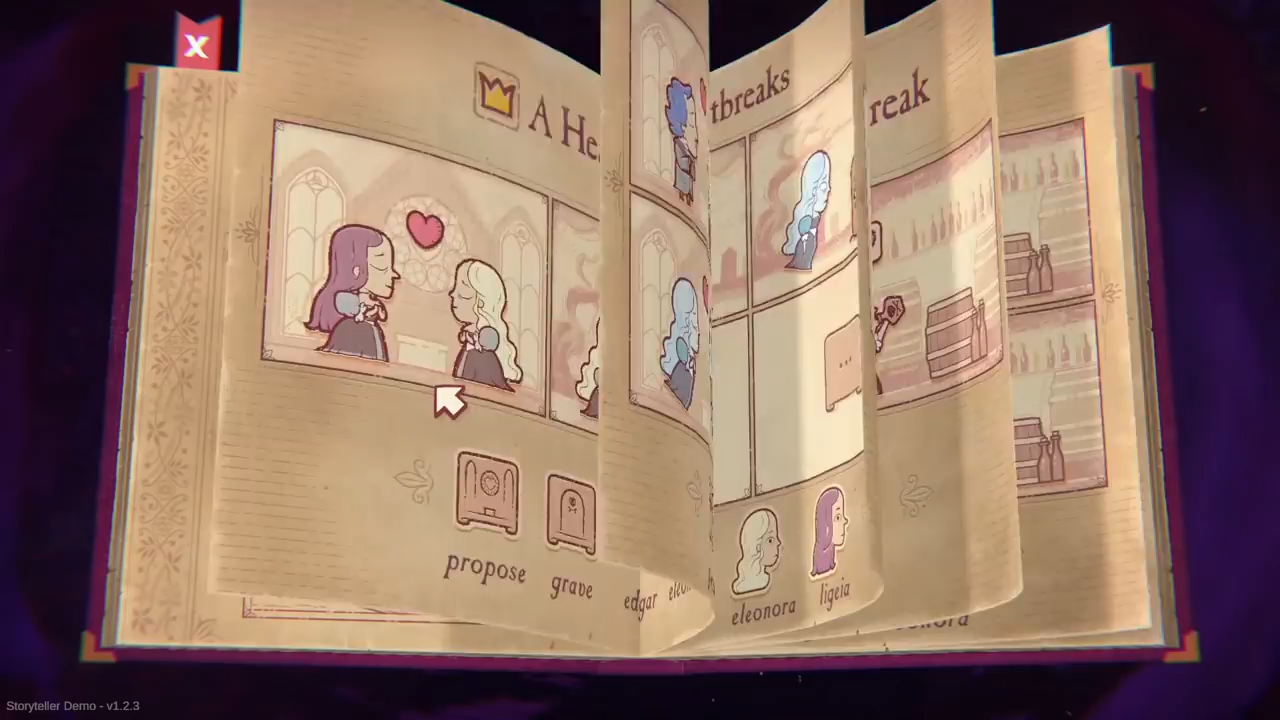 X
A He
tbreaks
reak
propose
grave
edgar
eleonora
ligeia
Storyteller Demo - v1.2.3